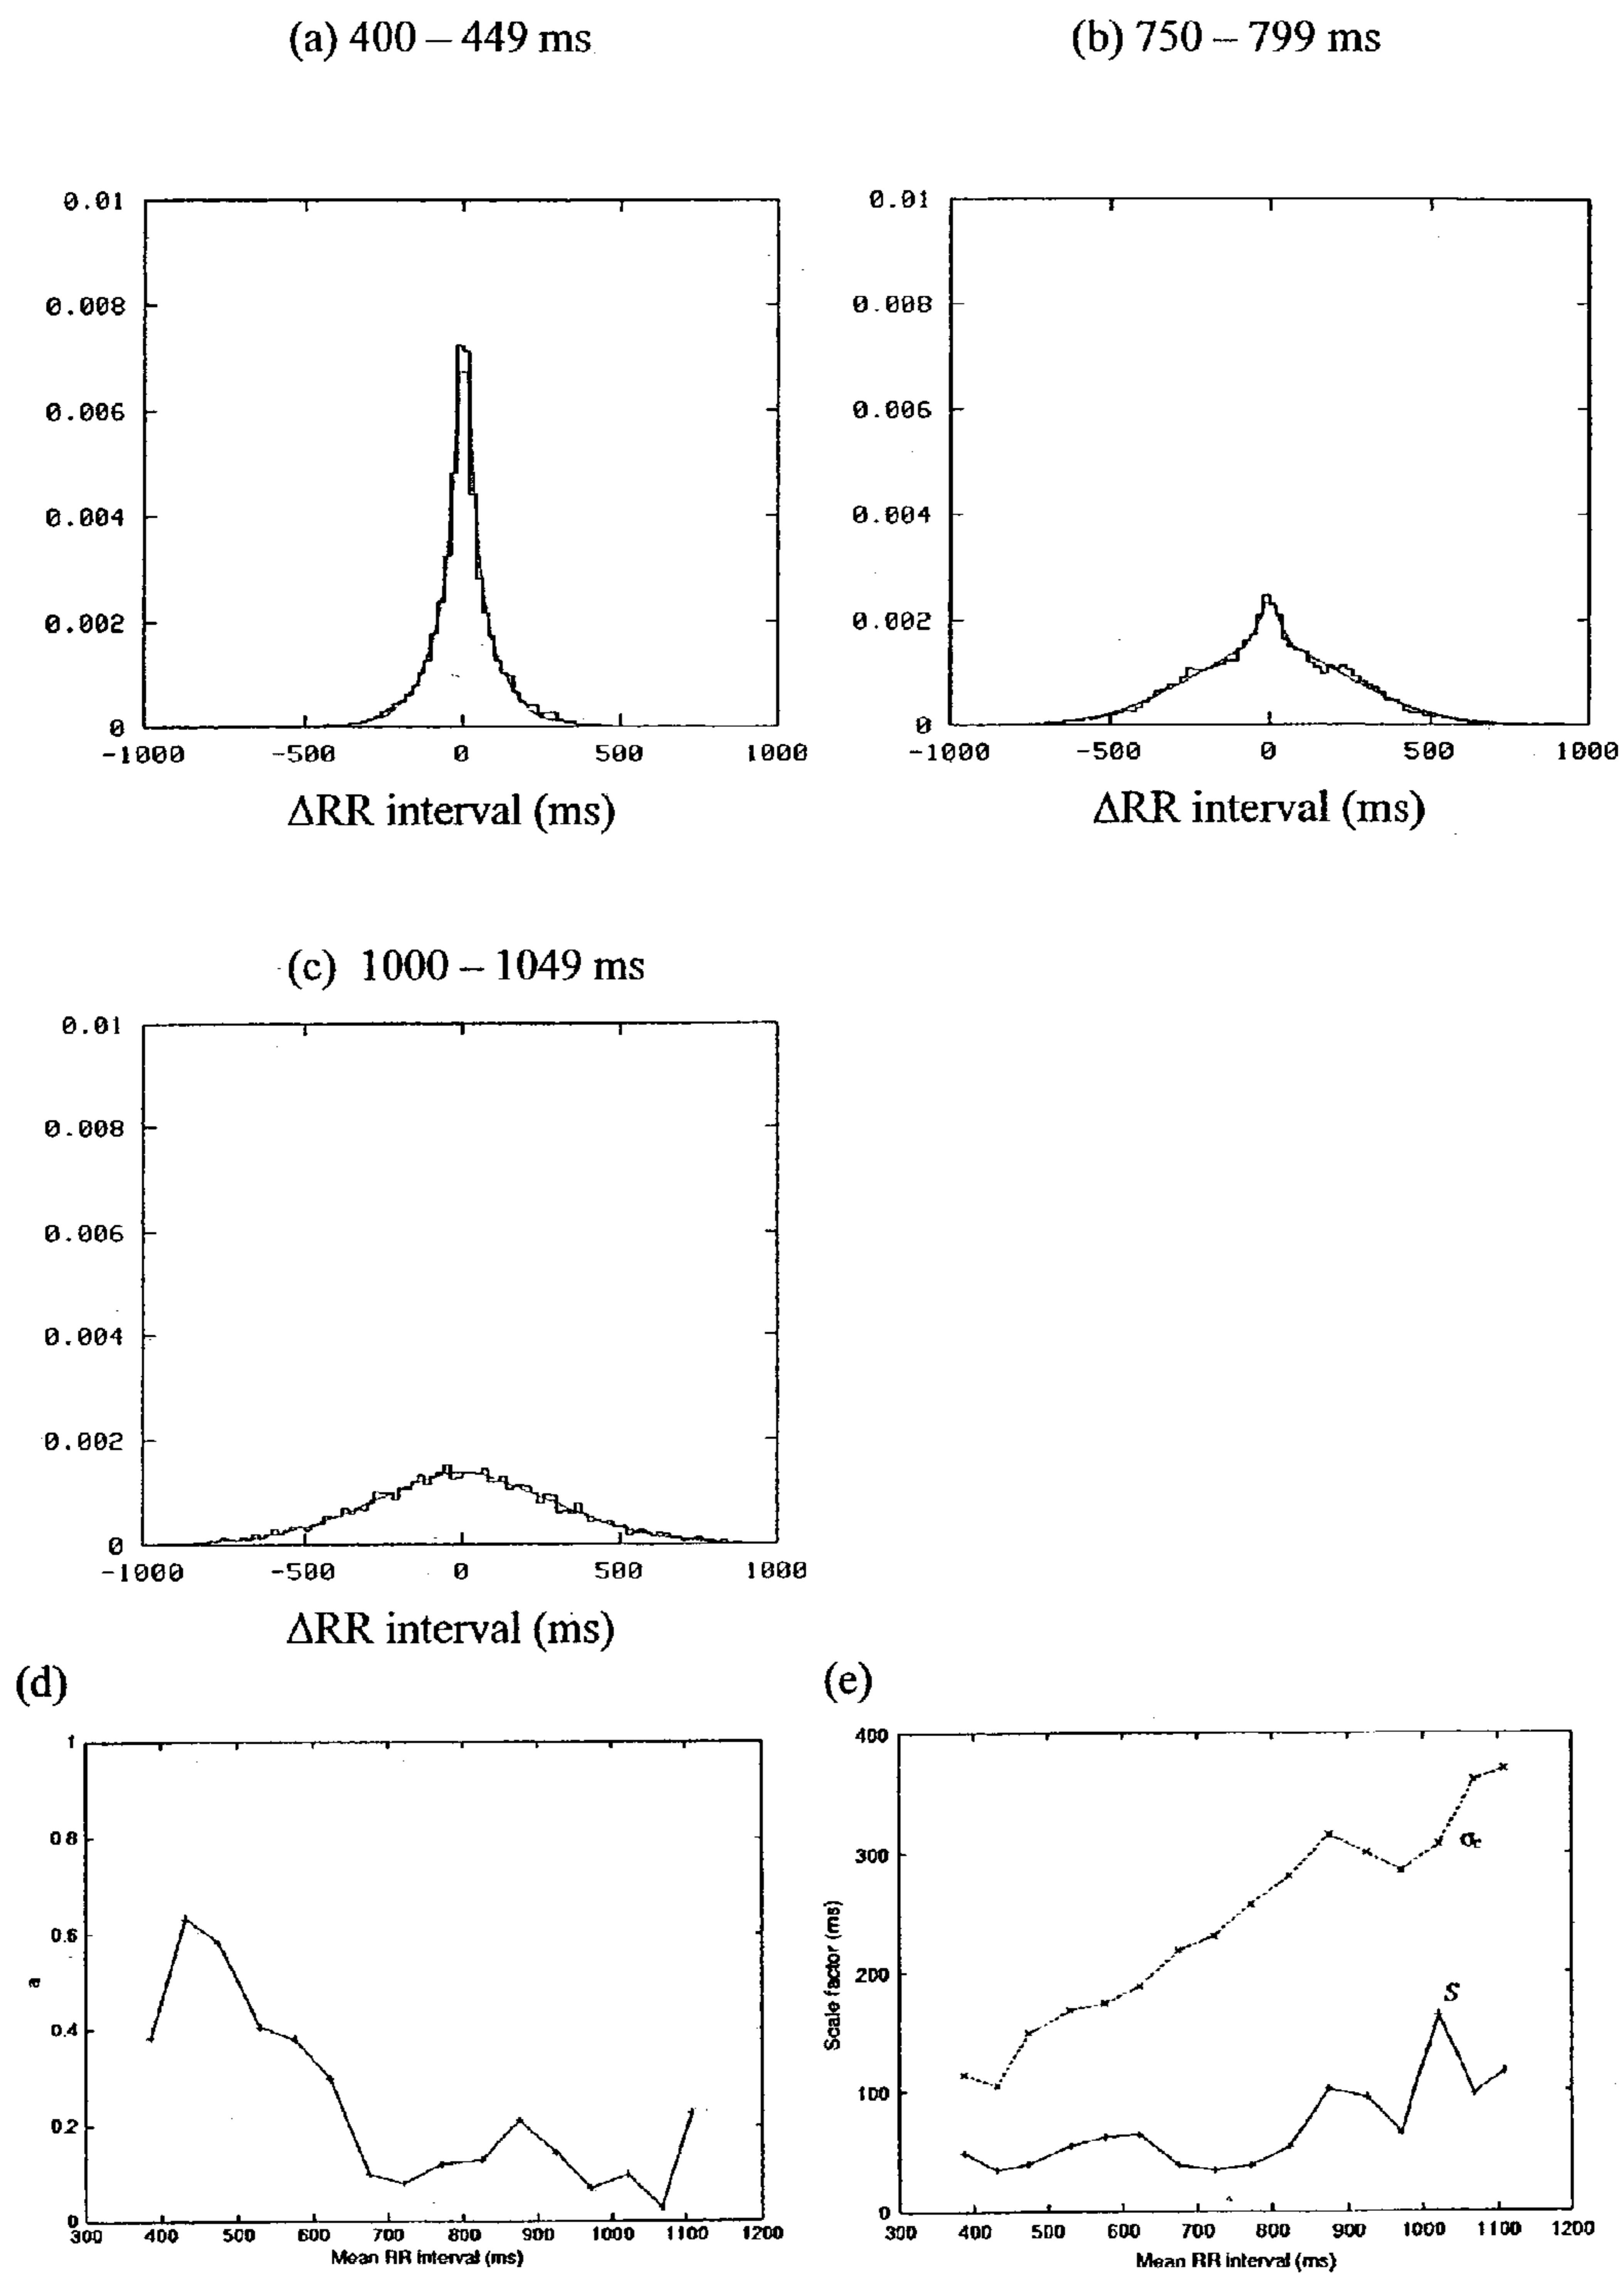 (a) 400 – 449 ms
(b) 750 – 799 ms
0.01
0.008
0.006
0.004
0.002
0
-1000 -500 0 500 1000
ΔRR interval (ms)
0.01
0.008
0.006
0.004
0.002
0
-1000 -500 0 500 1000
ΔRR interval (ms)
(c) 1000 – 1049 ms
0.01
0.008
0.006
0.004
0.002
0
-1000 -500 0 500 1000
ΔRR interval (ms)
(d)
1
0.8
0.6
0.4
0.2
0
a
300 400 500 600 700 800 900 1000 1100 1200
Mean RR interval (ms)
(e)
400
300
200
100
0
Scale factor (ms)
σr
S
300 400 500 600 700 800 900 1000 1100 1200
Mean RR interval (ms)